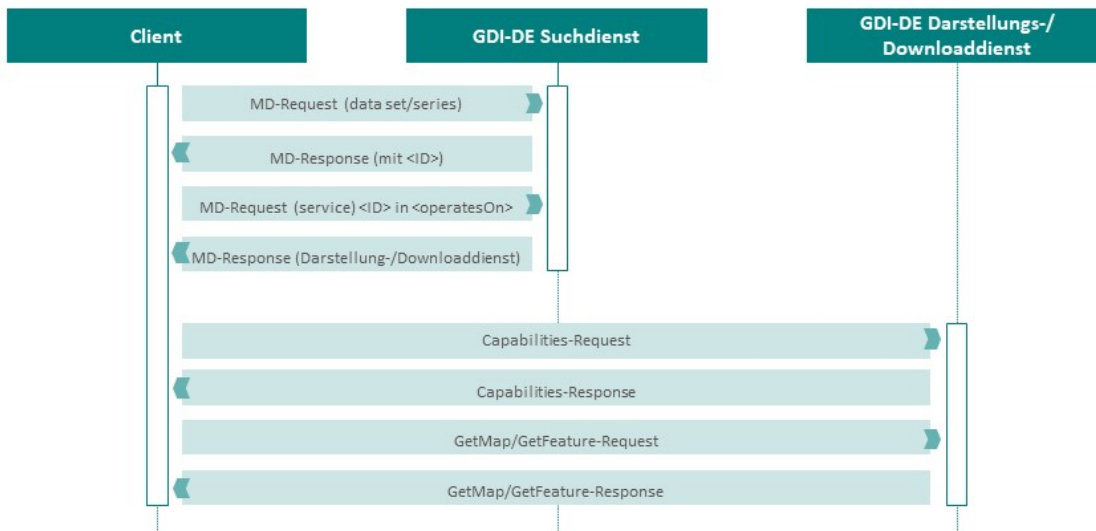 Client
GDI-DE Suchdienst
GDI-DE Darstellungs-/
Downloaddienst
MD-Request (data set/series)
MD-Response (mit <ID>)
MD-Request (service) <ID> in <operatesOn>
MD-Response (Darstellung-/Downloaddienst)
Capabilities-Request
Capabilities-Response
GetMap/GetFeature-Request
GetMap/GetFeature-Response